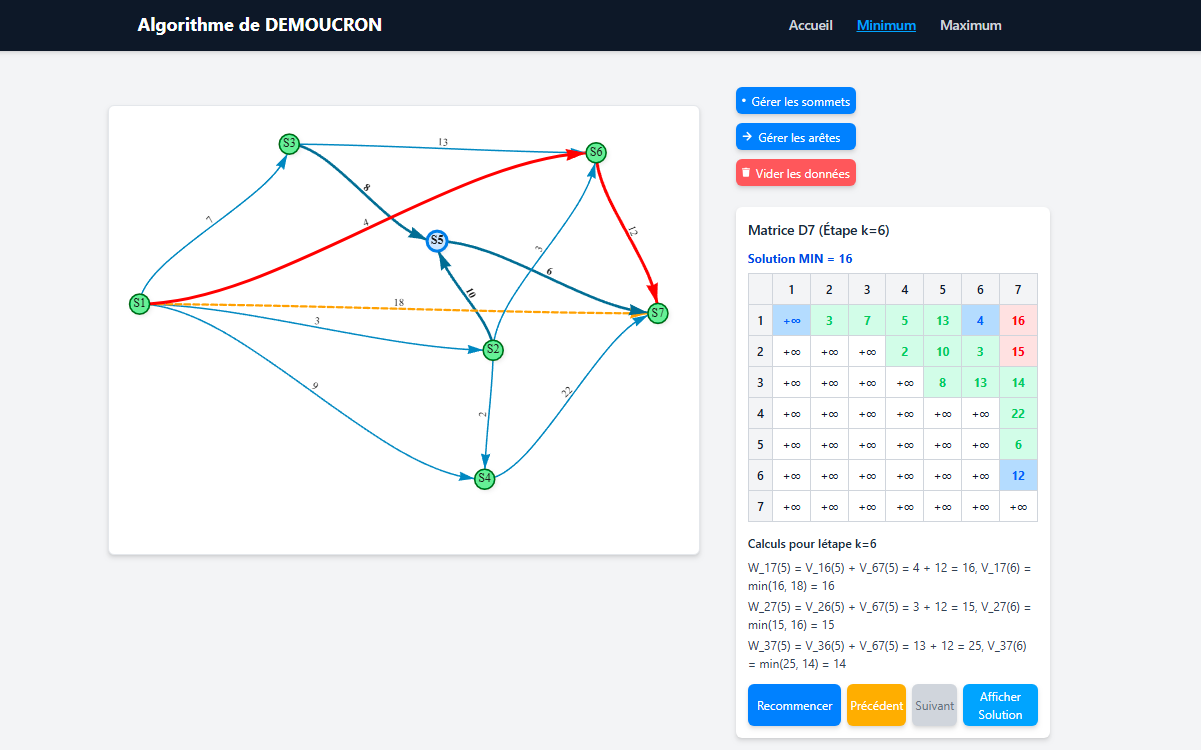 Algorithme de DEMOUCRON
Accueil Minimum Maximum
• Gérer les sommets
→ Gérer les arêtes
Vider les données
S3
13
S6
8
7
4
12
S5
3
6
10
S1
18
S7
3
S2
9
22
2
S4
Matrice D7 (Étape k=6)
Solution MIN = 16
1 2 3 4 5 6 7
1 +∞ 3 7 5 13 4 16
2 +∞ +∞ +∞ 2 10 3 15
3 +∞ +∞ +∞ +∞ 8 13 14
4 +∞ +∞ +∞ +∞ +∞ +∞ 22
5 +∞ +∞ +∞ +∞ +∞ +∞ 6
6 +∞ +∞ +∞ +∞ +∞ +∞ 12
7 +∞ +∞ +∞ +∞ +∞ +∞ +∞
Calculs pour létape k=6
W_17(5) = V_16(5) + V_67(5) = 4 + 12 = 16, V_17(6) =
min(16, 18) = 16
W_27(5) = V_26(5) + V_67(5) = 3 + 12 = 15, V_27(6) =
min(15, 16) = 15
W_37(5) = V_36(5) + V_67(5) = 13 + 12 = 25, V_37(6)
= min(25, 14) = 14
Recommencer Précédent Suivant Afficher
Solution